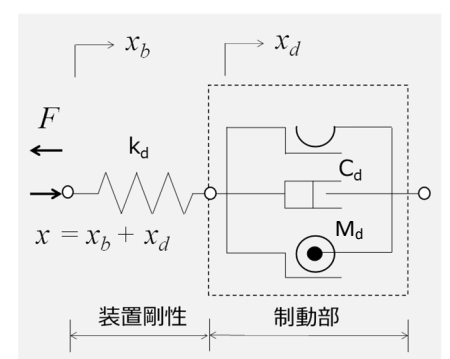 x_b x_d
F
k_d
C_d
M_d
x = x_b + x_d
装置剛性 制動部